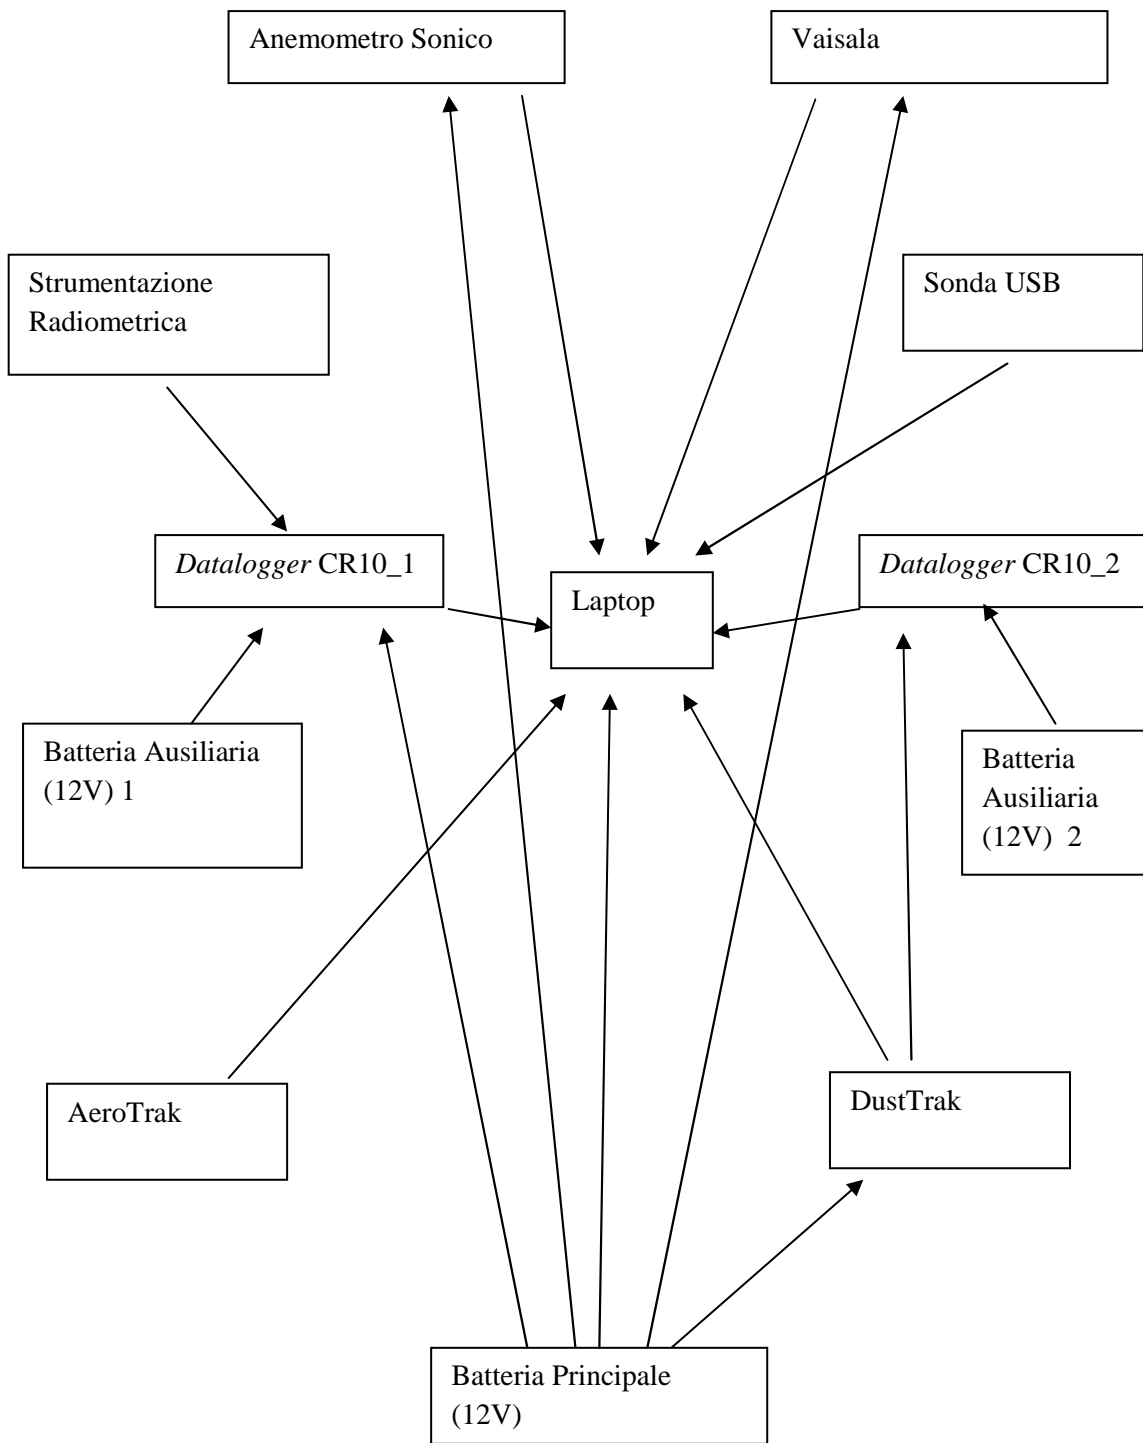 Anemometro Sonico
Vaisala
Strumentazione
Radiometrica
Sonda USB
Datalogger CR10_1
Laptop
Datalogger CR10_2
Batteria Ausiliaria
(12V) 1
Batteria
Ausiliaria
(12V) 2
AeroTrak
DustTrak
Batteria Principale
(12V)